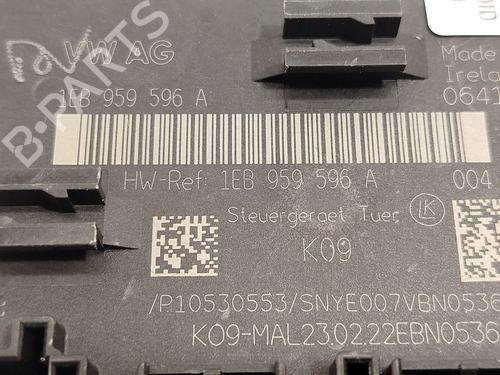 VW AG
Made
Irela
1EB 959 596 A
0641
HW-Ref: 1EB 959 596 A 004
Steuergeraet Tuer LK
K09
/P10530553/SNYE007VBN0536
K09-MAL23.02.22EBN0536
B-PARTS